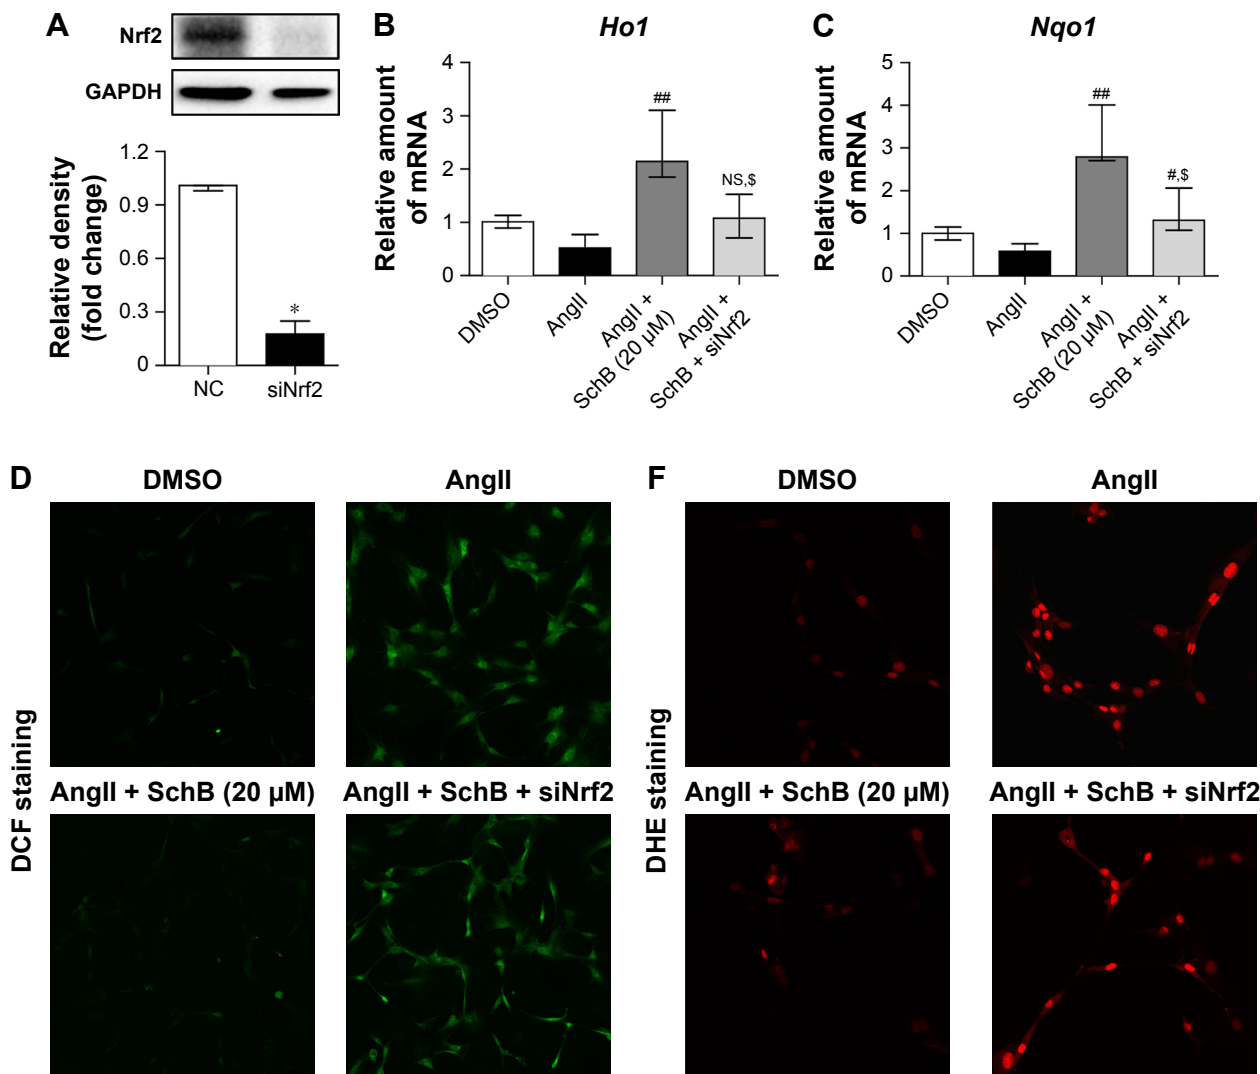 A
Nrf2
GAPDH
Relative density
(fold change)
1.2
0.9
0.6
0.3
0
*
NC
siNrf2
B
Ho1
Relative amount
of mRNA
4
3
2
1
0
##
NS,$
DMSO
AngII
AngII +
SchB (20 µM)
AngII +
SchB + siNrf2
C
Nqo1
Relative amount
of mRNA
5
4
3
2
1
0
##
#,$
DMSO
AngII
AngII +
SchB (20 µM)
AngII +
SchB + siNrf2
D
DCF staining
DMSO
AngII
AngII + SchB (20 µM)
AngII + SchB + siNrf2
F
DHE staining
DMSO
AngII
AngII + SchB (20 µM)
AngII + SchB + siNrf2